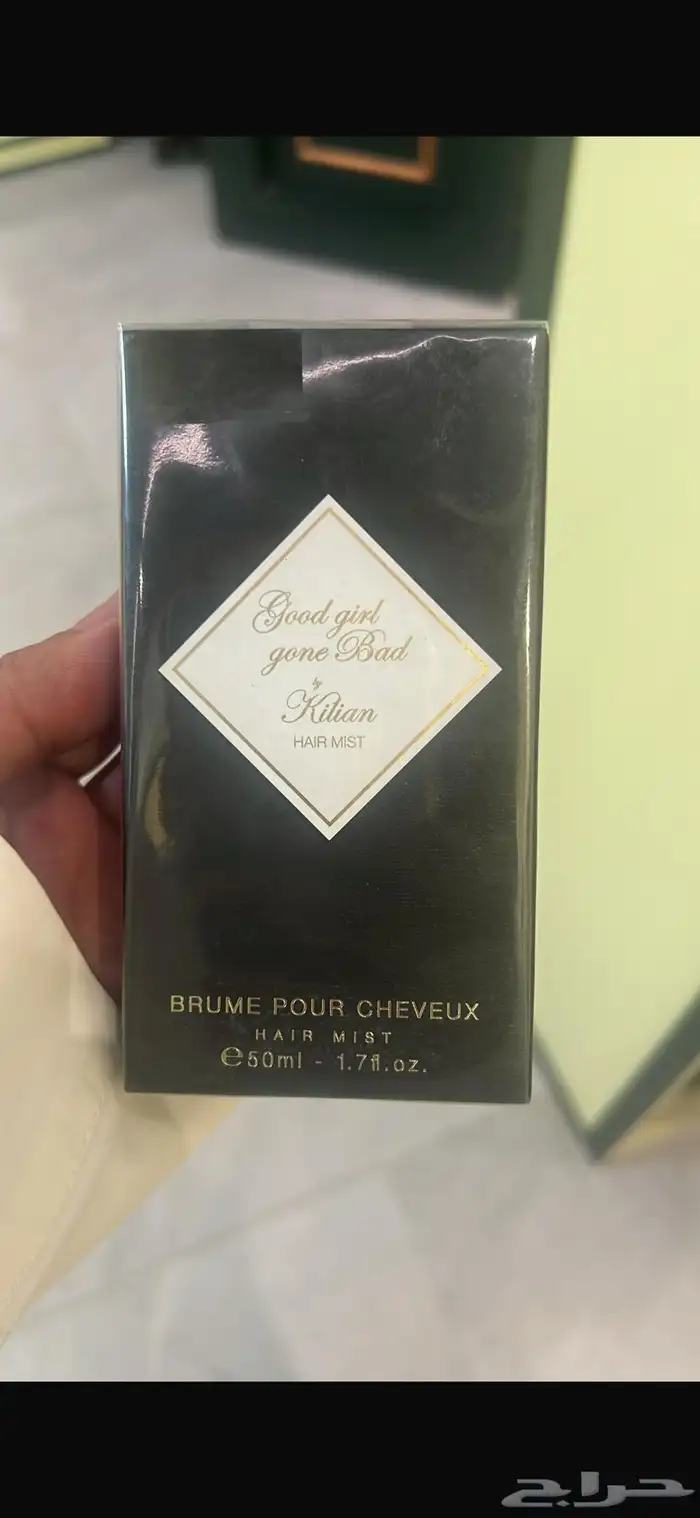 Good girl
gone Bad
by
Kilian
HAIR MIST
BRUME POUR CHEVEUX
HAIR MIST
℮50ml - 1.7fl.oz.
حراج